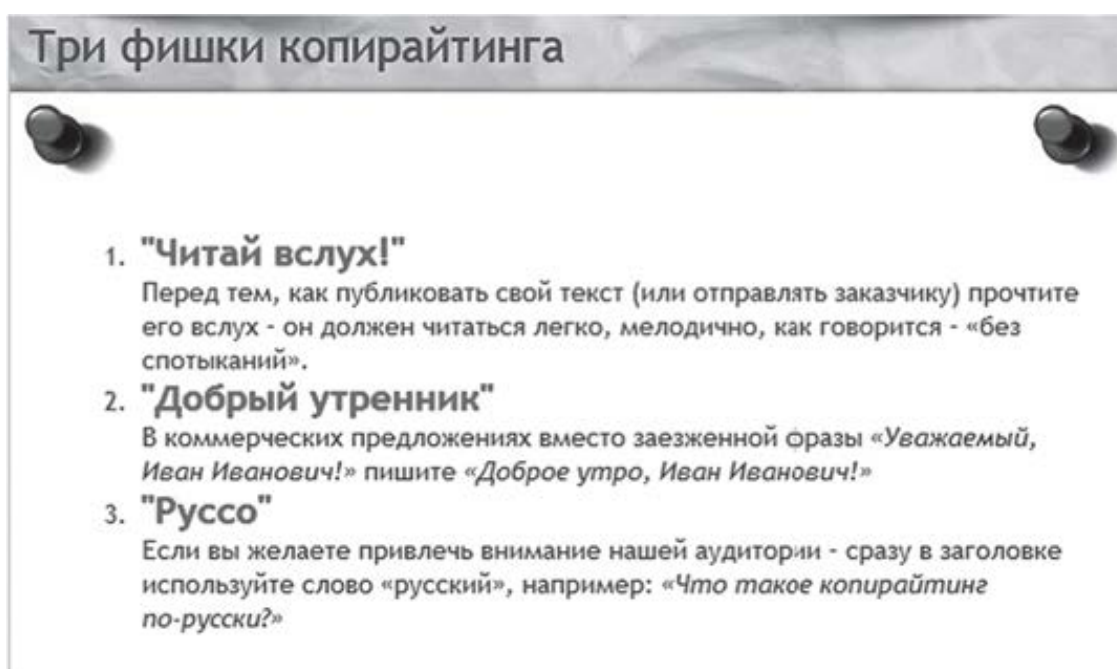 Три фишки копирайтинга
1. "Читай вслух!"
Перед тем, как публиковать свой текст (или отправлять заказчику) прочтите
его вслух - он должен читаться легко, мелодично, как говорится - «без
спотыканий».
2. "Добрый утренник"
В коммерческих предложениях вместо заезженной фразы «Уважаемый,
Иван Иванович!» пишите «Доброе утро, Иван Иванович!»
3. "Руссо"
Если вы желаете привлечь внимание нашей аудитории - сразу в заголовке
используйте слово «русский», например: «Что такое копирайтинг
по-русски?»